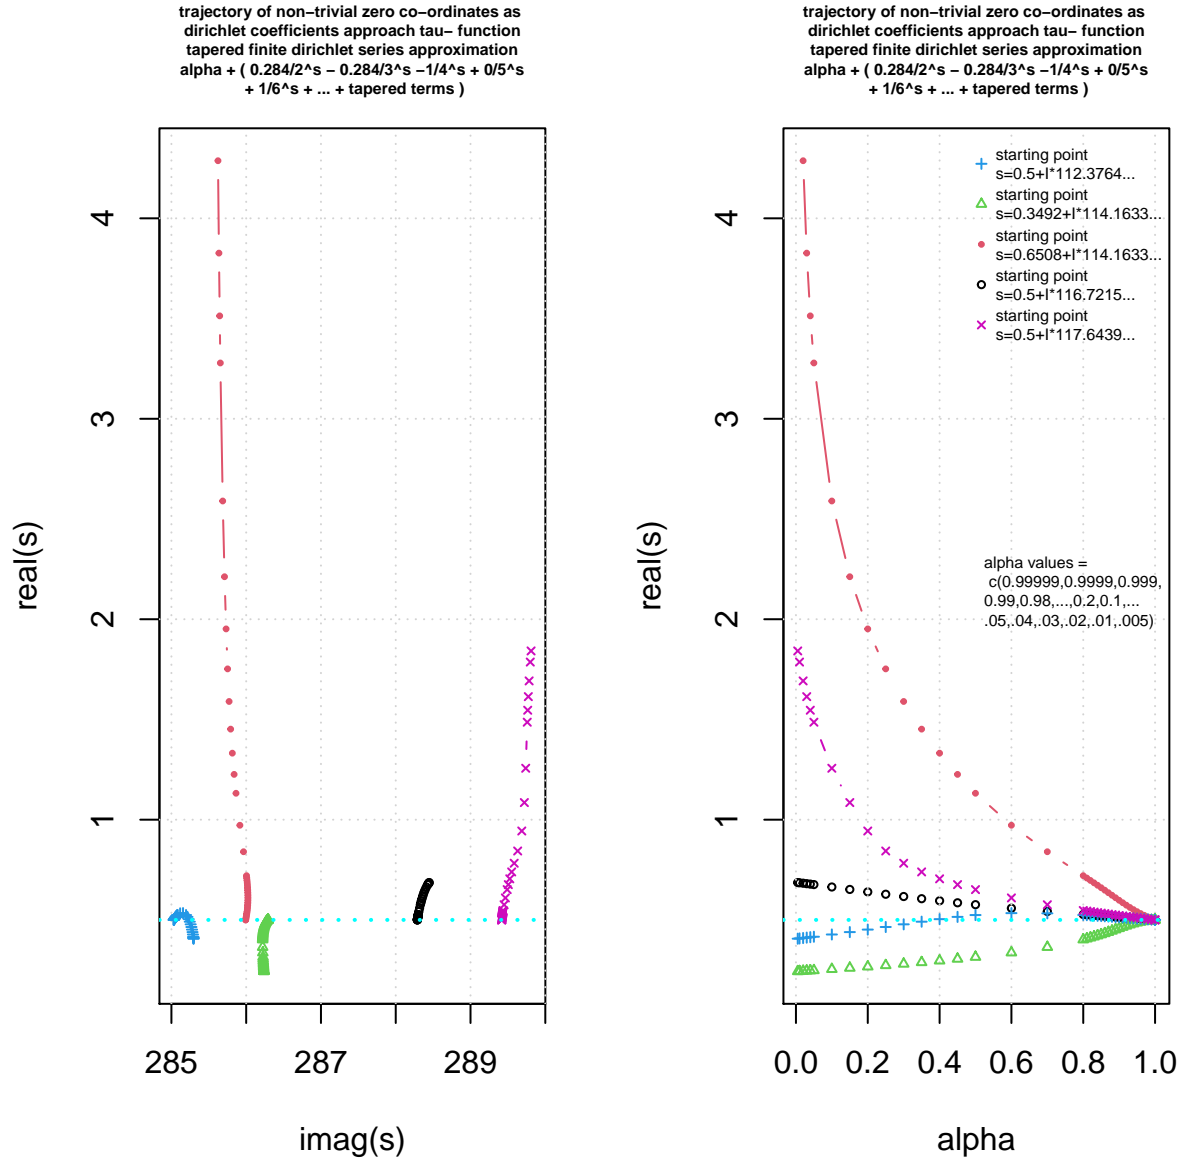 trajectory of non−trivial zero co−ordinates as
dirichlet coefficients approach tau− function
tapered finite dirichlet series approximation
alpha + ( 0.284/2^s − 0.284/3^s −1/4^s + 0/5^s
+ 1/6^s + ... + tapered terms )
real(s)
4
3
2
1
285
287
289
imag(s)
trajectory of non−trivial zero co−ordinates as
dirichlet coefficients approach tau− function
tapered finite dirichlet series approximation
alpha + ( 0.284/2^s − 0.284/3^s −1/4^s + 0/5^s
+ 1/6^s + ... + tapered terms )
real(s)
4
3
2
1
starting point
s=0.5+I*112.3764...
starting point
s=0.3492+I*114.1633...
starting point
s=0.6508+I*114.1633...
starting point
s=0.5+I*116.7215...
starting point
s=0.5+I*117.6439...
alpha values =
c(0.99999,0.9999,0.999,
0.99,0.98,...,0.2,0.1,...
.05,.04,.03,.02,.01,.005)
0.0
0.2
0.4
0.6
0.8
1.0
alpha